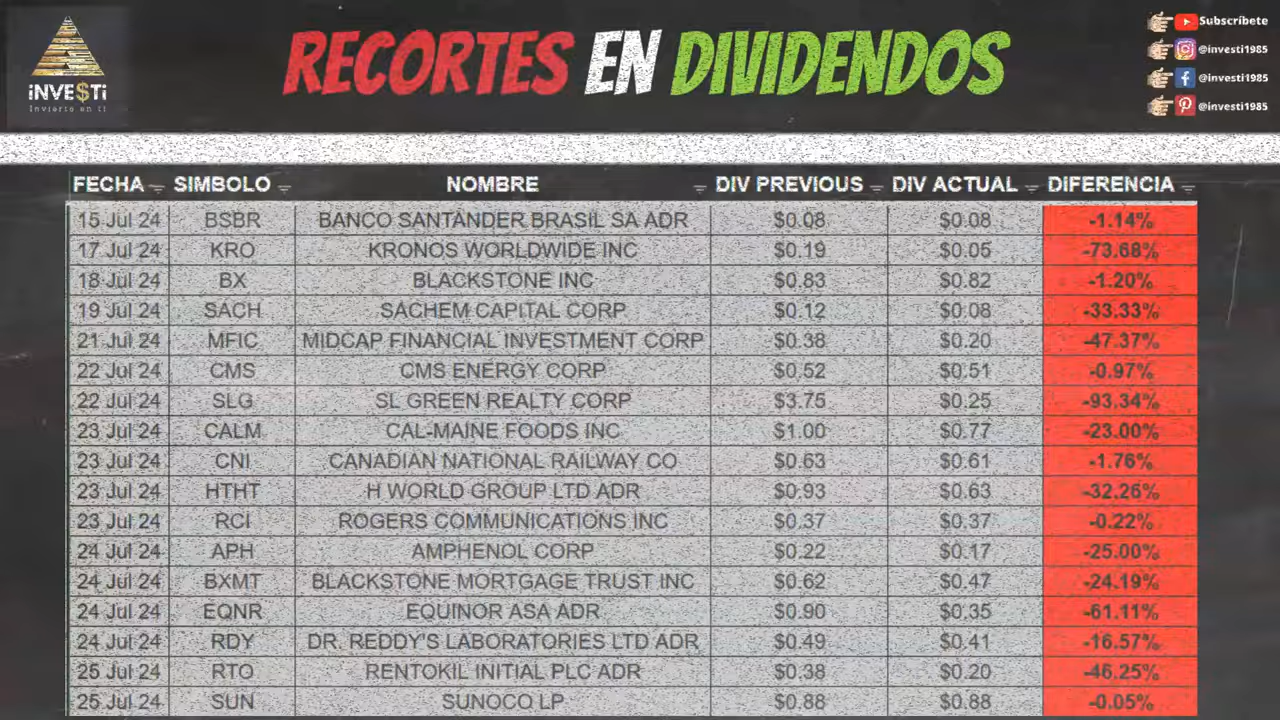 iNVE$Ti
Invierte en ti
RECORTES EN DIVIDENDOS
Subscríbete
@investi1985
@investi1985
@investi1985
FECHA SIMBOLO NOMBRE DIV PREVIOUS DIV ACTUAL DIFERENCIA
15 Jul 24 BSBR BANCO SANTANDER BRASIL SA ADR $0.08 $0.08 -1.14%
17 Jul 24 KRO KRONOS WORLDWIDE INC $0.19 $0.05 -73.68%
18 Jul 24 BX BLACKSTONE INC $0.83 $0.82 -1.20%
19 Jul 24 SACH SACHEM CAPITAL CORP $0.12 $0.08 -33.33%
21 Jul 24 MFIC MIDCAP FINANCIAL INVESTMENT CORP $0.38 $0.20 -47.37%
22 Jul 24 CMS CMS ENERGY CORP $0.52 $0.51 -0.97%
22 Jul 24 SLG SL GREEN REALTY CORP $3.75 $0.25 -93.34%
23 Jul 24 CALM CAL-MAINE FOODS INC $1.00 $0.77 -23.00%
23 Jul 24 CNI CANADIAN NATIONAL RAILWAY CO $0.63 $0.61 -1.76%
23 Jul 24 HTHT H WORLD GROUP LTD ADR $0.93 $0.63 -32.26%
23 Jul 24 RCI ROGERS COMMUNICATIONS INC $0.37 $0.37 -0.22%
24 Jul 24 APH AMPHENOL CORP $0.22 $0.17 -25.00%
24 Jul 24 BXMT BLACKSTONE MORTGAGE TRUST INC $0.62 $0.47 -24.19%
24 Jul 24 EQNR EQUINOR ASA ADR $0.90 $0.35 -61.11%
24 Jul 24 RDY DR. REDDY'S LABORATORIES LTD ADR $0.49 $0.41 -16.57%
25 Jul 24 RTO RENTOKIL INITIAL PLC ADR $0.38 $0.20 -46.25%
25 Jul 24 SUN SUNOCO LP $0.88 $0.88 -0.05%